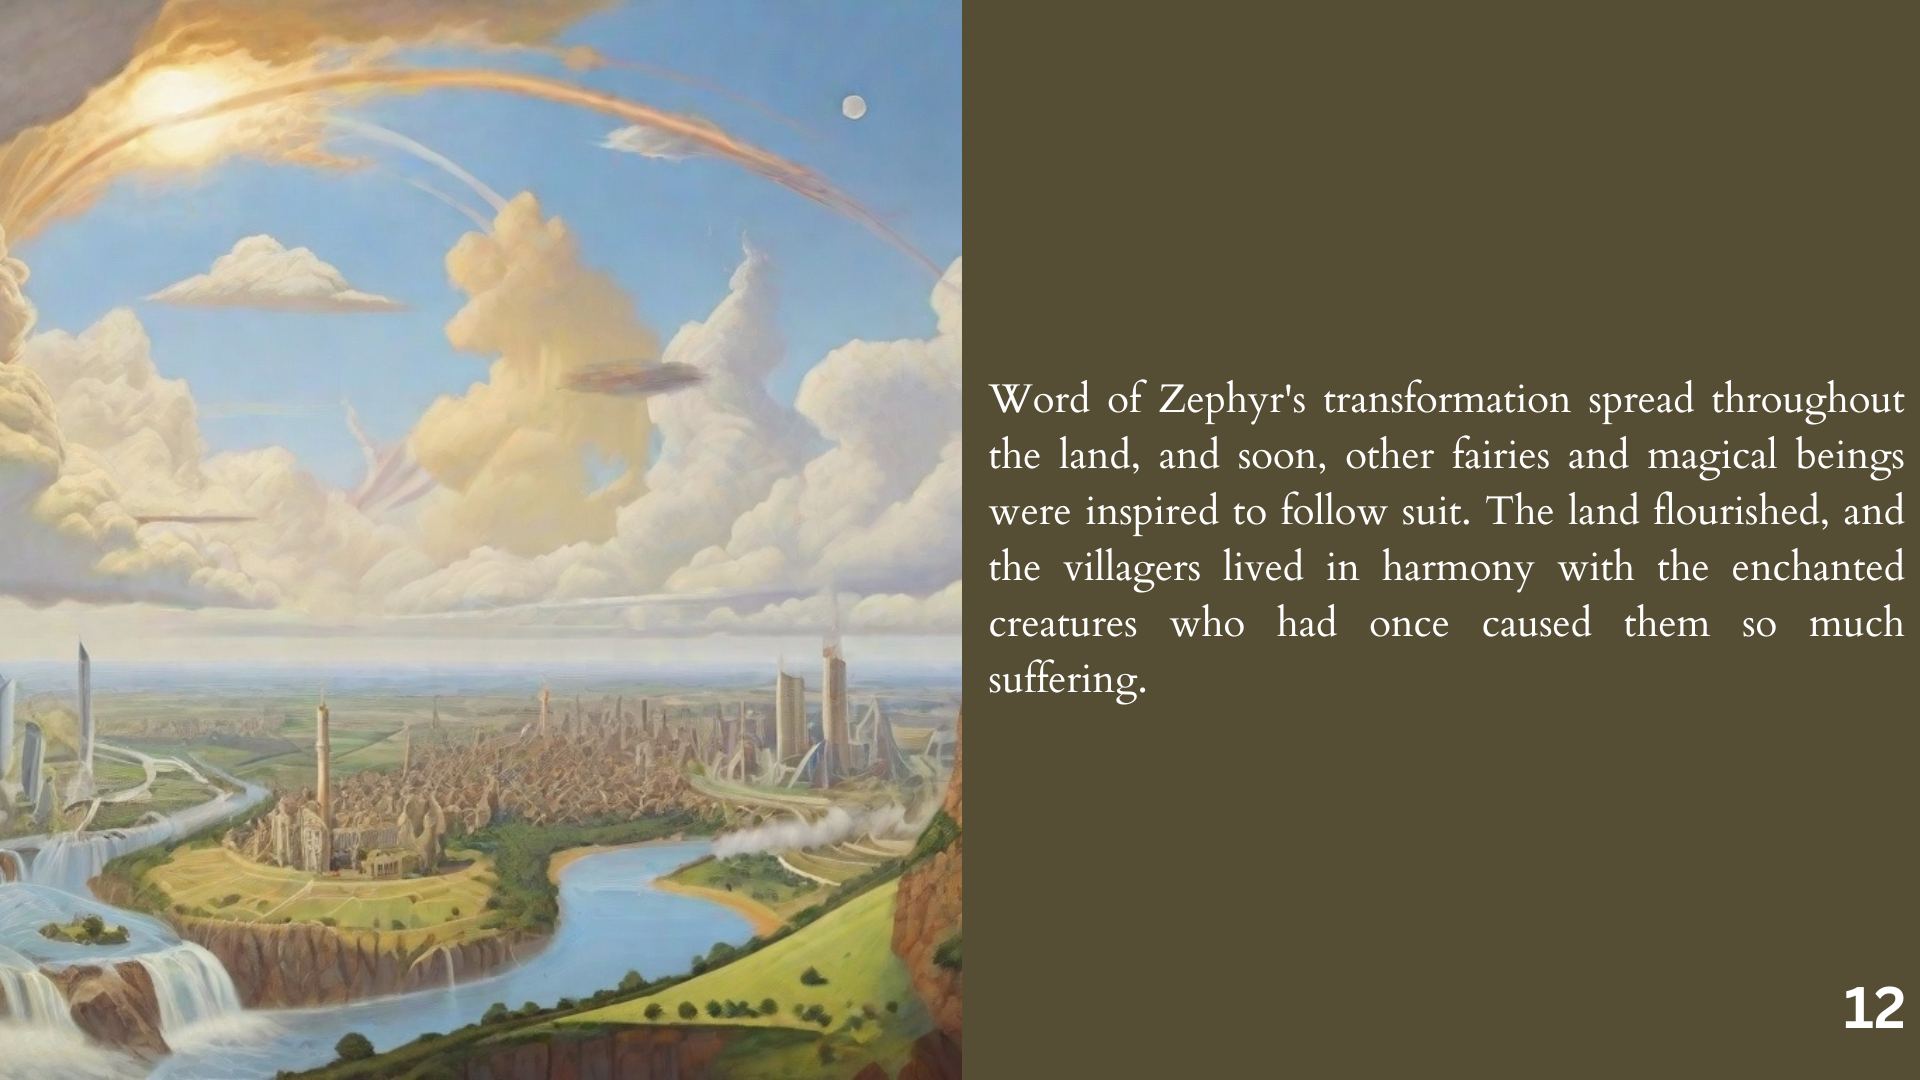 Word of Zephyr's transformation spread throughout
the land, and soon, other fairies and magical beings
were inspired to follow suit. The land flourished, and
the villagers lived in harmony with the enchanted
creatures who had once caused them so much
suffering.
12